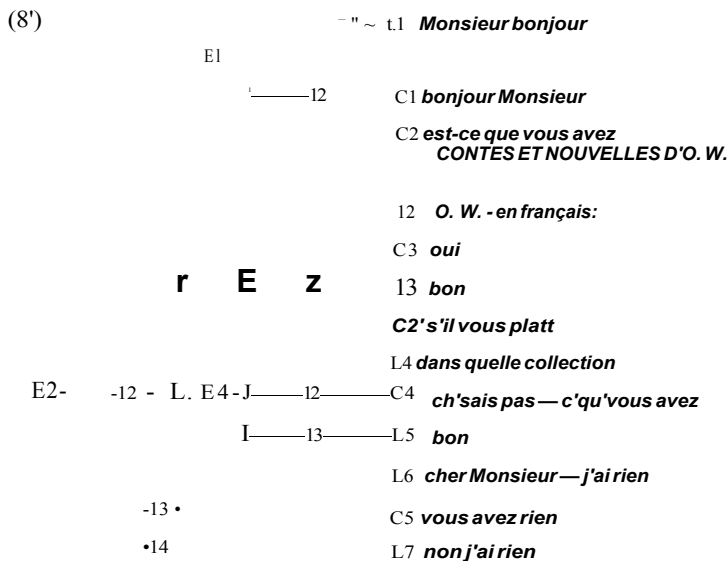 (8')
– " ~ t.1 Monsieur bonjour
E1
ı 12 C1 bonjour Monsieur
C2 est-ce que vous avez
CONTES ET NOUVELLES D'O. W.
12 O. W. - en français:
C3 oui
r E z 13 bon
C2' s'il vous platt
L4 dans quelle collection
E2- -12 - L. E4-J 12 C4 ch'sais pas — c'qu'vous avez
I 13 L5 bon
L6 cher Monsieur — j'ai rien
-13 • C5 vous avez rien
•14 L7 non j'ai rien